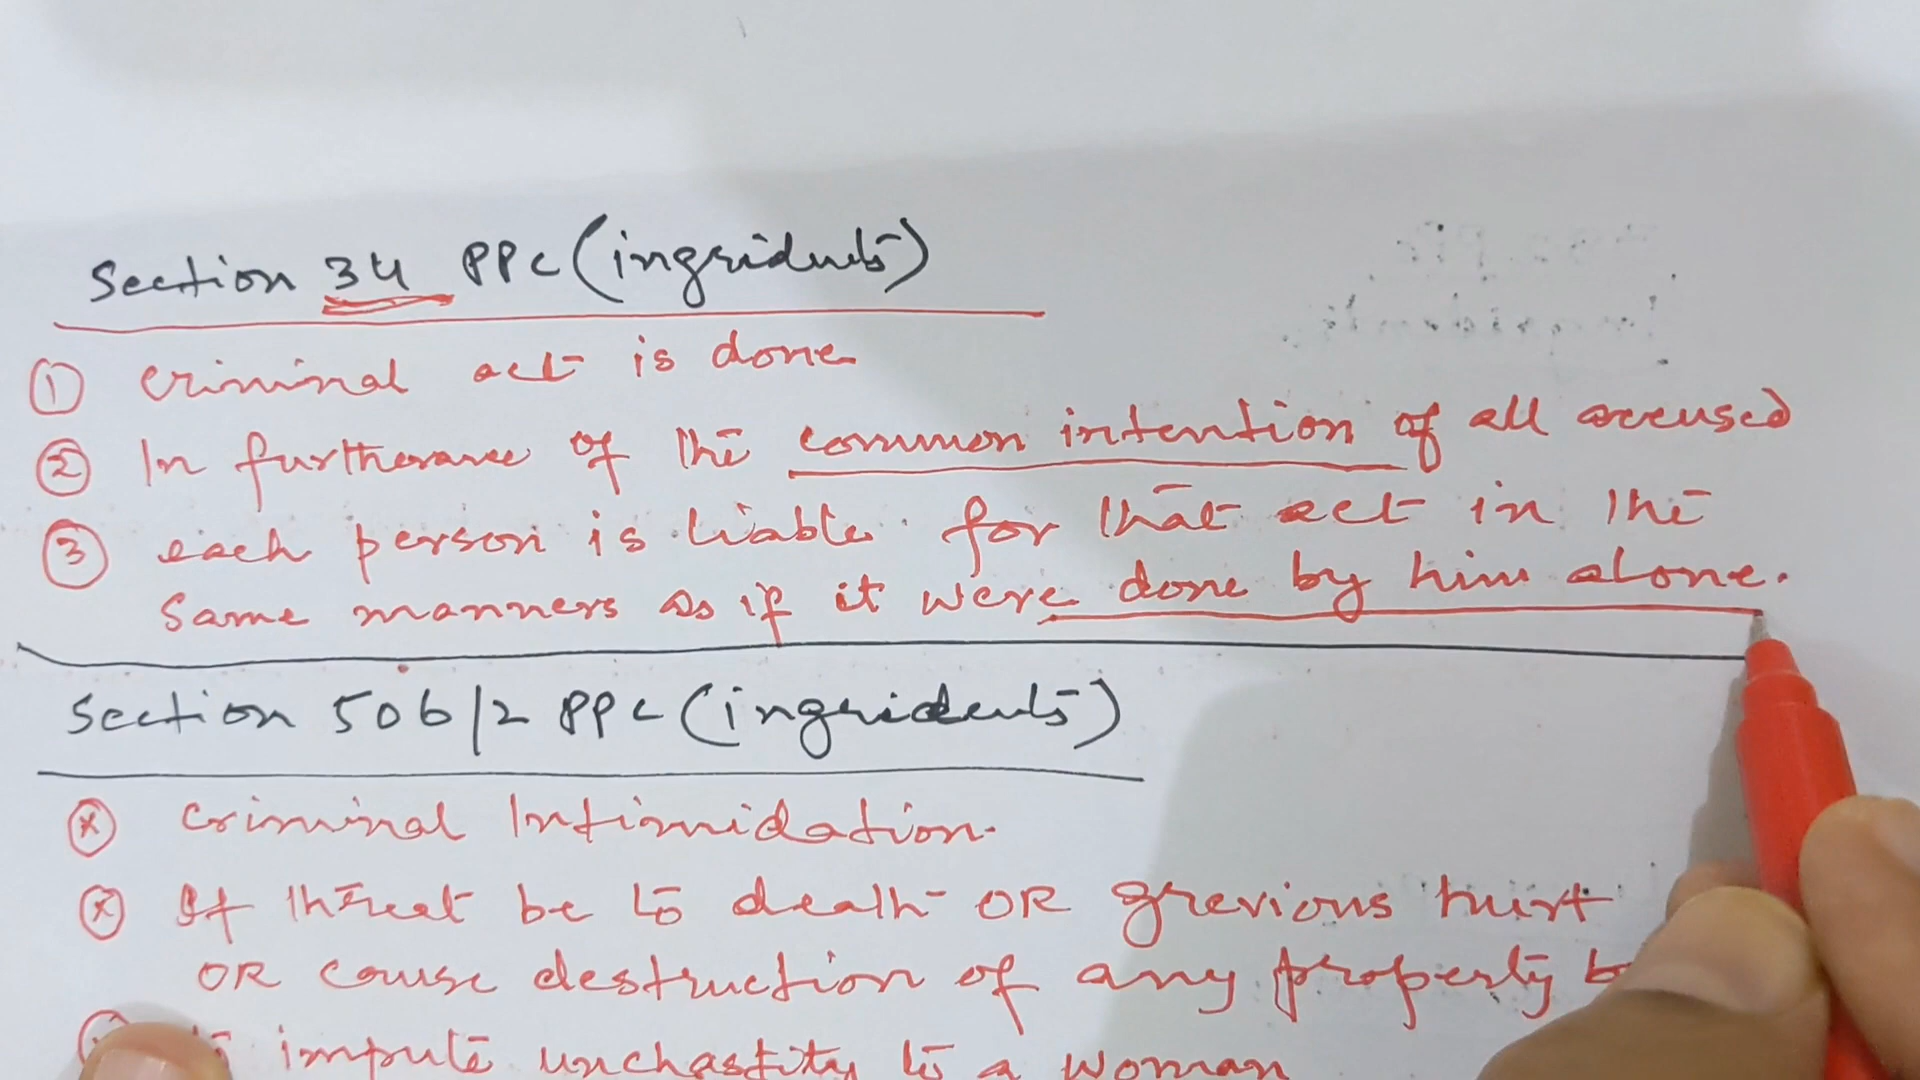 Section 34 PPC (ingridents)
① criminal act is done
② In furtherance of the common intention of all accused
③ each person is liable for that act in the
same manners as if it were done by him alone.
Section 506/2 PPC (ingridents)
criminal Intimidation.
If threat be to death OR grevious hurt
OR cause destruction of any property
to impute unchastity to a woman